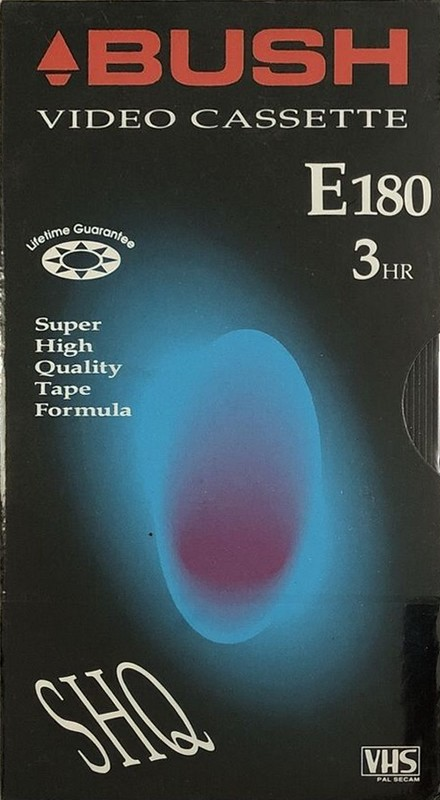 BUSH
VIDEO CASSETTE
E180
3HR
Lifetime Guarantee
Super
High
Quality
Tape
Formula
SHQ
VHS
PAL SECAM